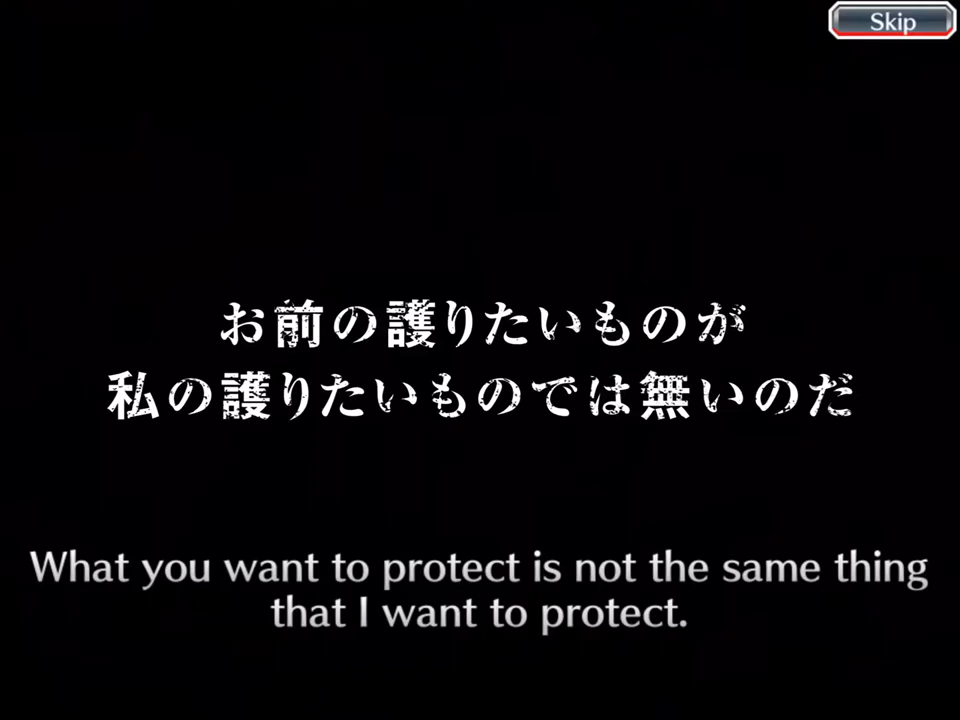 Skip
お前の護りたいものが
私の護りたいものでは無いのだ
What you want to protect is not the same thing
that I want to protect.